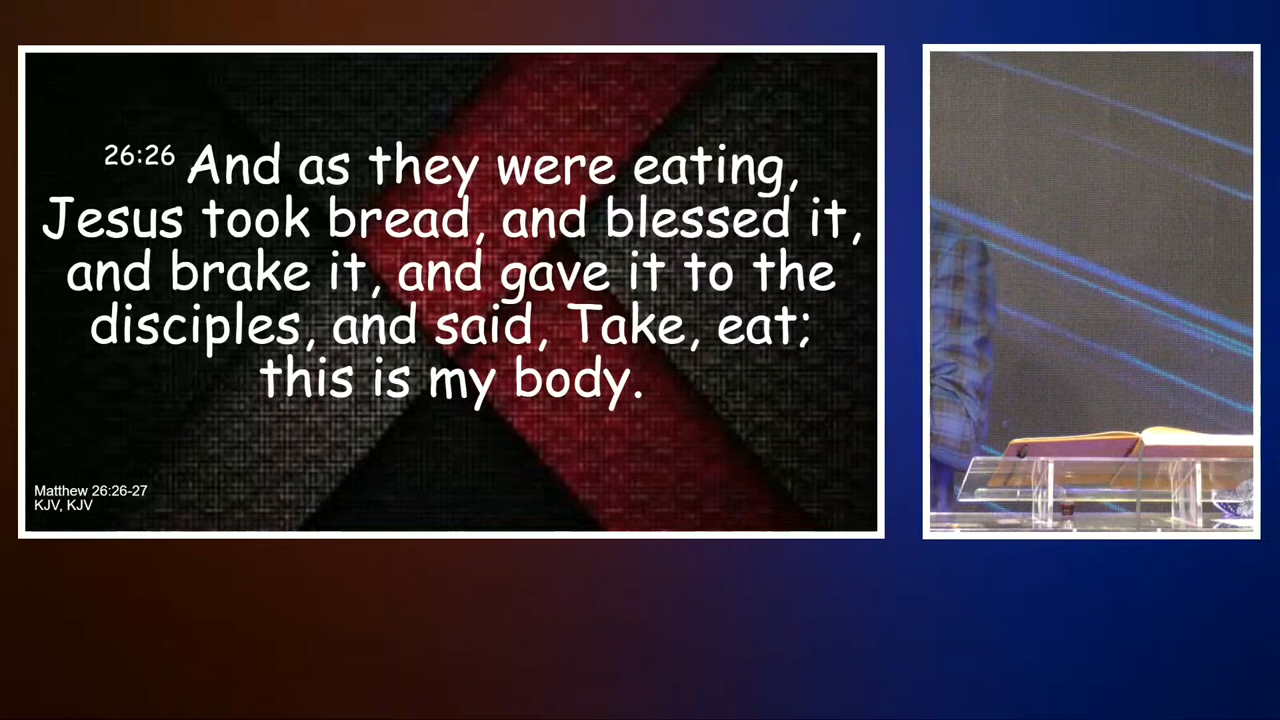 26:26 And as they were eating,
Jesus took bread, and blessed it,
and brake it, and gave it to the
disciples, and said, Take, eat;
this is my body.
Matthew 26:26-27
KJV, KJV